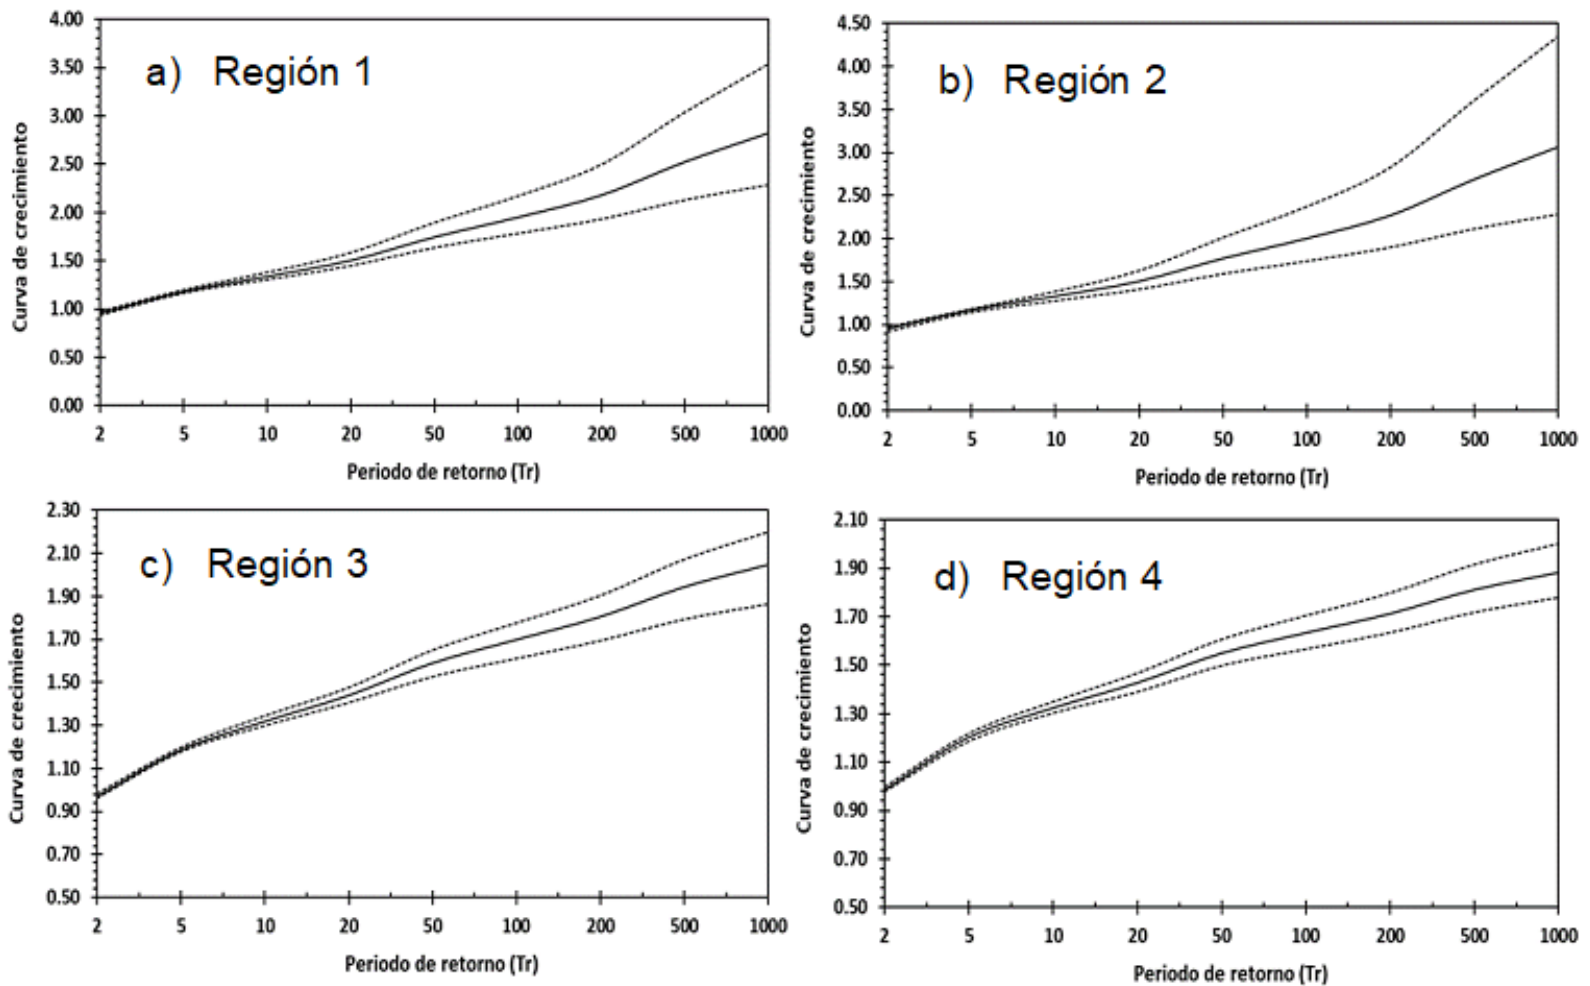 a) Región 1
Curva de crecimiento
4.00
3.50
3.00
2.50
2.00
1.50
1.00
0.50
0.00
2 5 10 20 50 100 200 500 1000
Periodo de retorno (Tr)
b) Región 2
Curva de crecimiento
4.50
4.00
3.50
3.00
2.50
2.00
1.50
1.00
0.50
0.00
2 5 10 20 50 100 200 500 1000
Periodo de retorno (Tr)
c) Región 3
Curva de crecimiento
2.30
2.10
1.90
1.70
1.50
1.30
1.10
0.90
0.70
0.50
2 5 10 20 50 100 200 500 1000
Periodo de retorno (Tr)
d) Región 4
Curva de crecimiento
2.10
1.90
1.70
1.50
1.30
1.10
0.90
0.70
0.50
2 5 10 20 50 100 200 500 1000
Periodo de retorno (Tr)